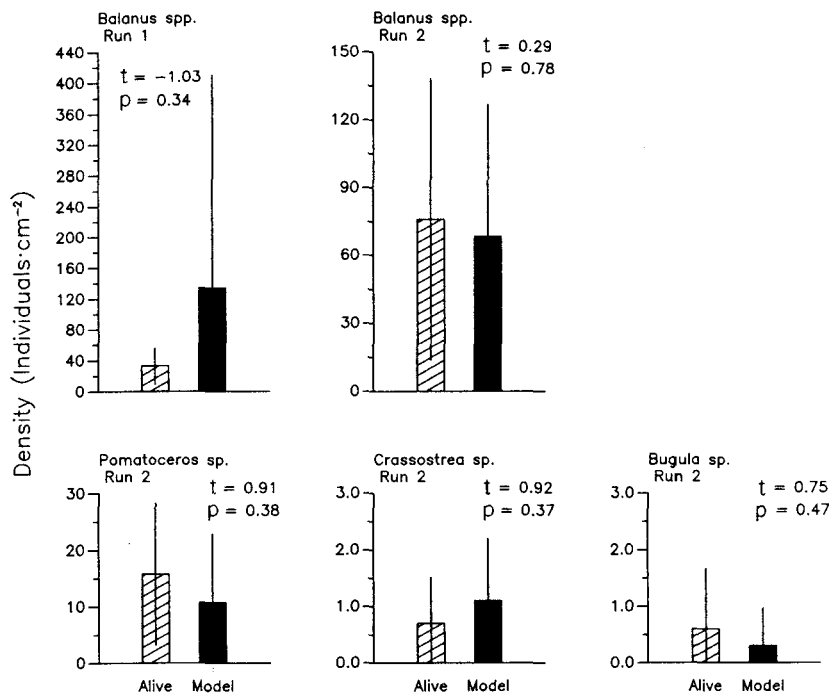 Balanus spp.
Run 1
t = −1.03
p = 0.34
440
400
360
320
280
240
200
160
120
80
40
0
Balanus spp.
Run 2
t = 0.29
p = 0.78
150
120
90
60
30
0
Density (Individuals·cm⁻²)
Pomatoceros sp.
Run 2
t = 0.91
p = 0.38
30
20
10
0
Alive Model
Crassostrea sp.
Run 2
t = 0.92
p = 0.37
3.0
2.0
1.0
0.0
Alive Model
Bugula sp.
Run 2
t = 0.75
p = 0.47
3.0
2.0
1.0
0.0
Alive Model